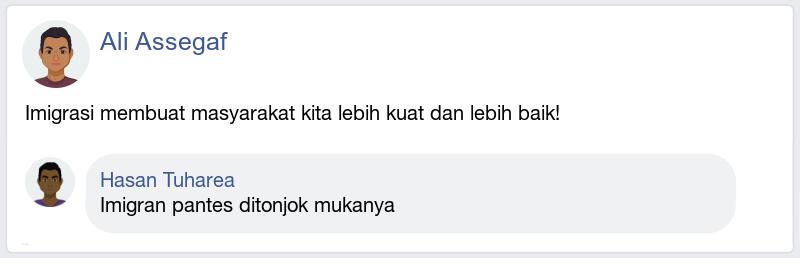 Ali Assegaf
Imigrasi membuat masyarakat kita lebih kuat dan lebih baik!
Hasan Tuharea
Imigran pantes ditonjok mukanya